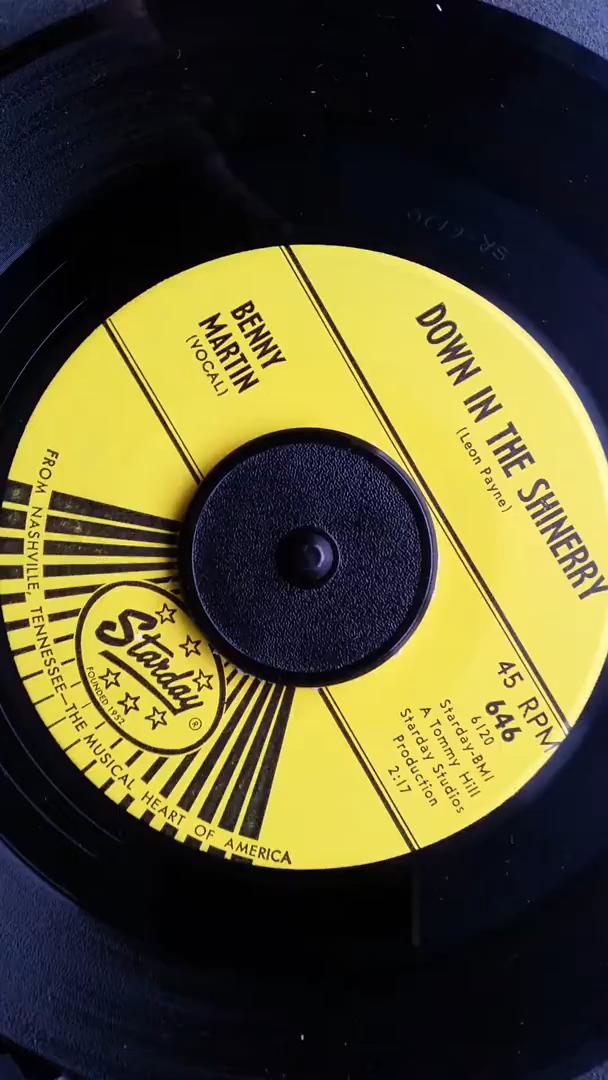 DOWN IN THE SHINERRY
(Leon Payne)
45 RPM
646
6120
Starday-BMI
A Tommy Hill
Starday Studios
Production
2:17
BENNY
MARTIN
(VOCAL)
Starday
®
FOUNDED 1952
FROM NASHVILLE, TENNESSEE—THE MUSICAL HEART OF AMERICA